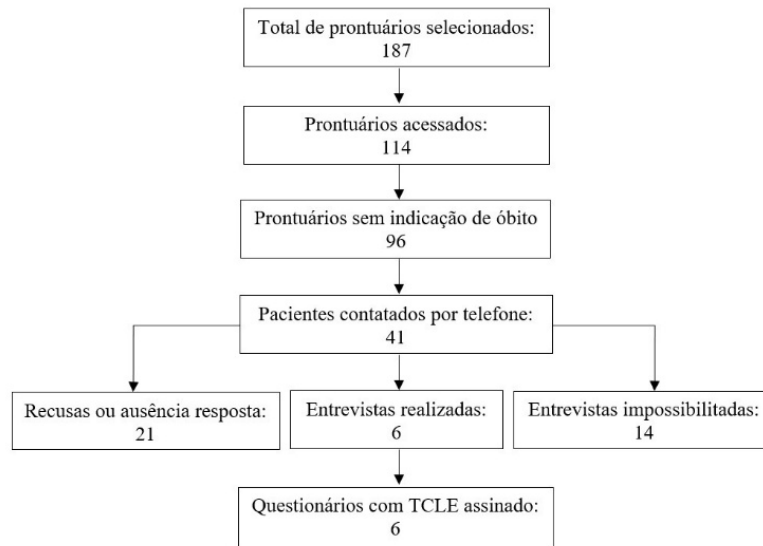 Total de prontuários selecionados:
187
Prontuários acessados:
114
Prontuários sem indicação de óbito
96
Pacientes contatados por telefone:
41
Recusas ou ausência resposta:
21
Entrevistas realizadas:
6
Entrevistas impossibilitadas:
14
Questionários com TCLE assinado:
6